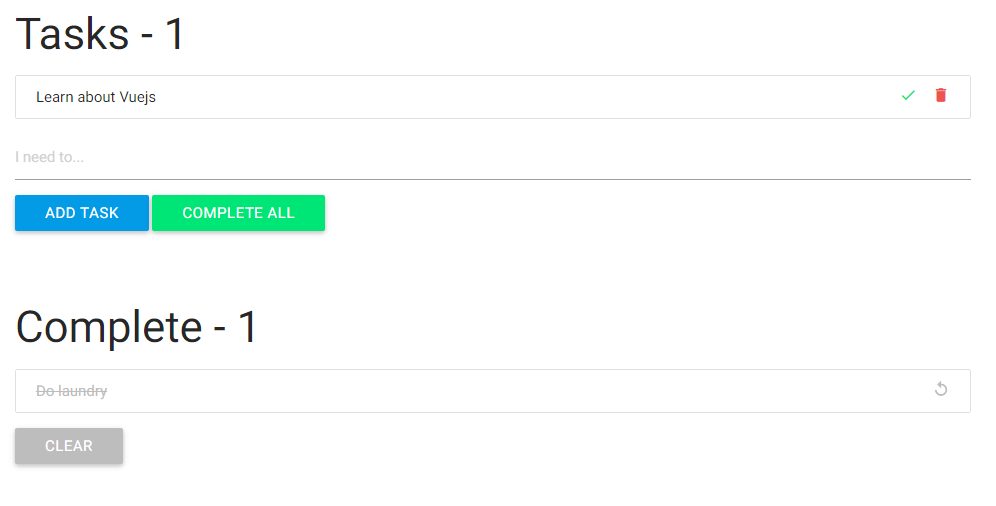 Tasks - 1
Learn about Vuejs
I need to...
ADD TASK COMPLETE ALL
Complete - 1
Do laundry
CLEAR